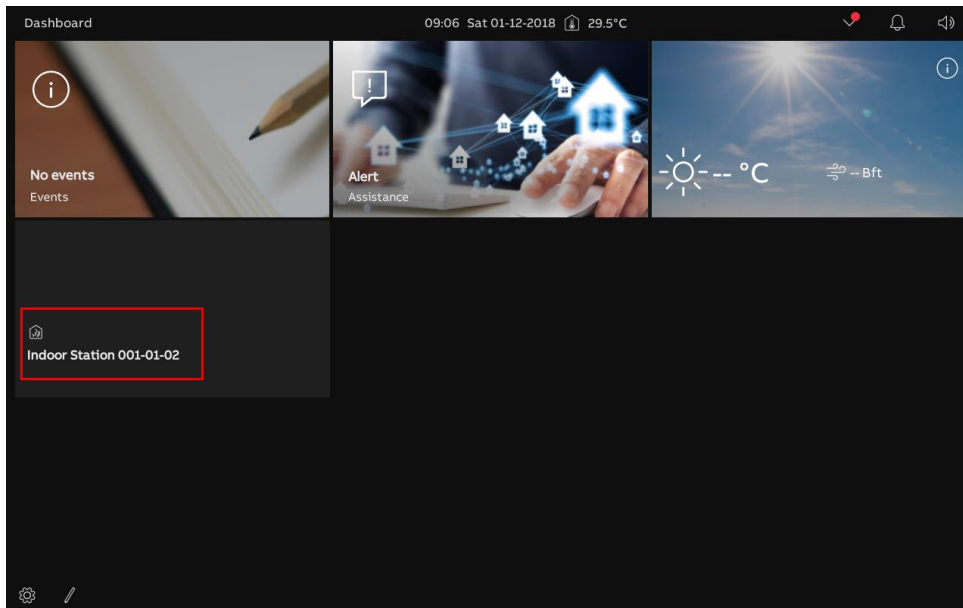 Dashboard
09:06 Sat 01-12-2018 29.5°C
No events
Events
Alert
Assistance
-- °C
-- Bft
Indoor Station 001-01-02